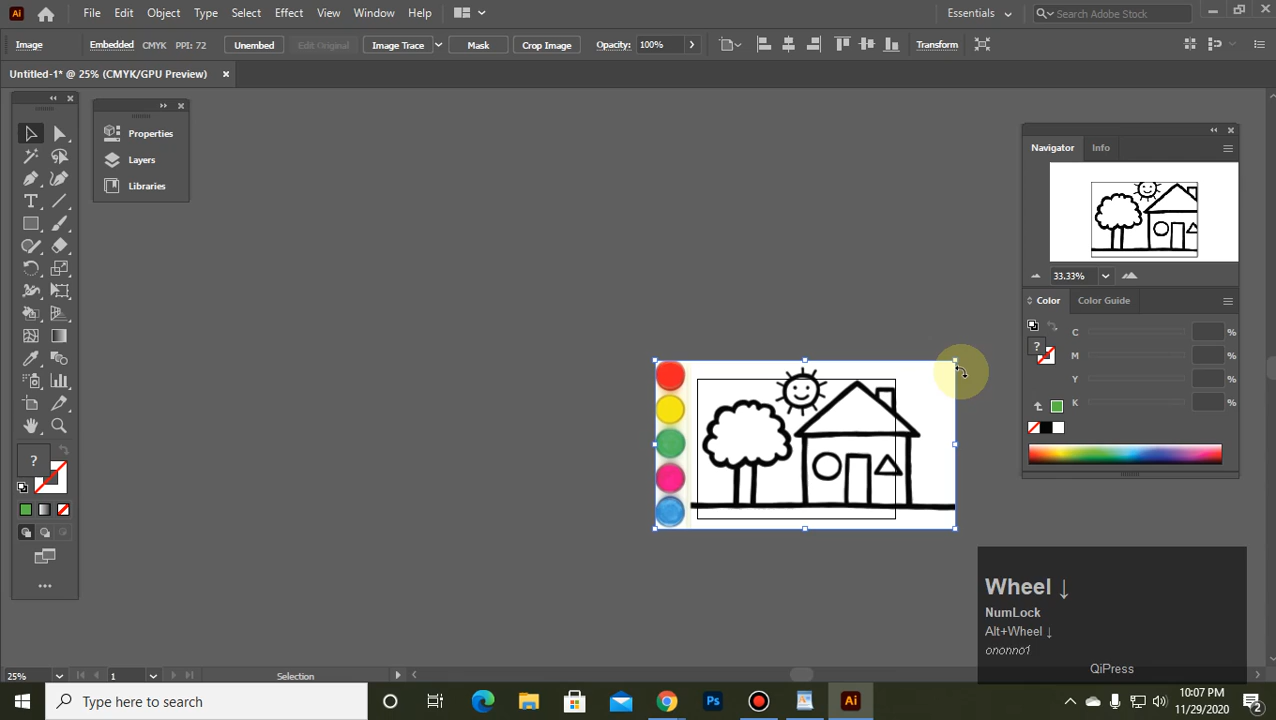 Ai File Edit Object Type Select Effect View Window Help Essentials Search Adobe Stock
Image Embedded CMYK PPI: 72 Unembed Edit Original Image Trace Mask Crop Image Opacity: 100% Transform
Untitled-1* @ 25% (CMYK/GPU Preview)
Properties
Layers
Libraries
Navigator Info
33.33%
Color Color Guide
C %
M %
Y %
K %
?
?
T
Wheel ↓
NumLock
Alt+Wheel ↓
ononno1
QiPress
25% 1 Selection
Type here to search
Ps
Ai
10:07 PM
11/29/2020
2